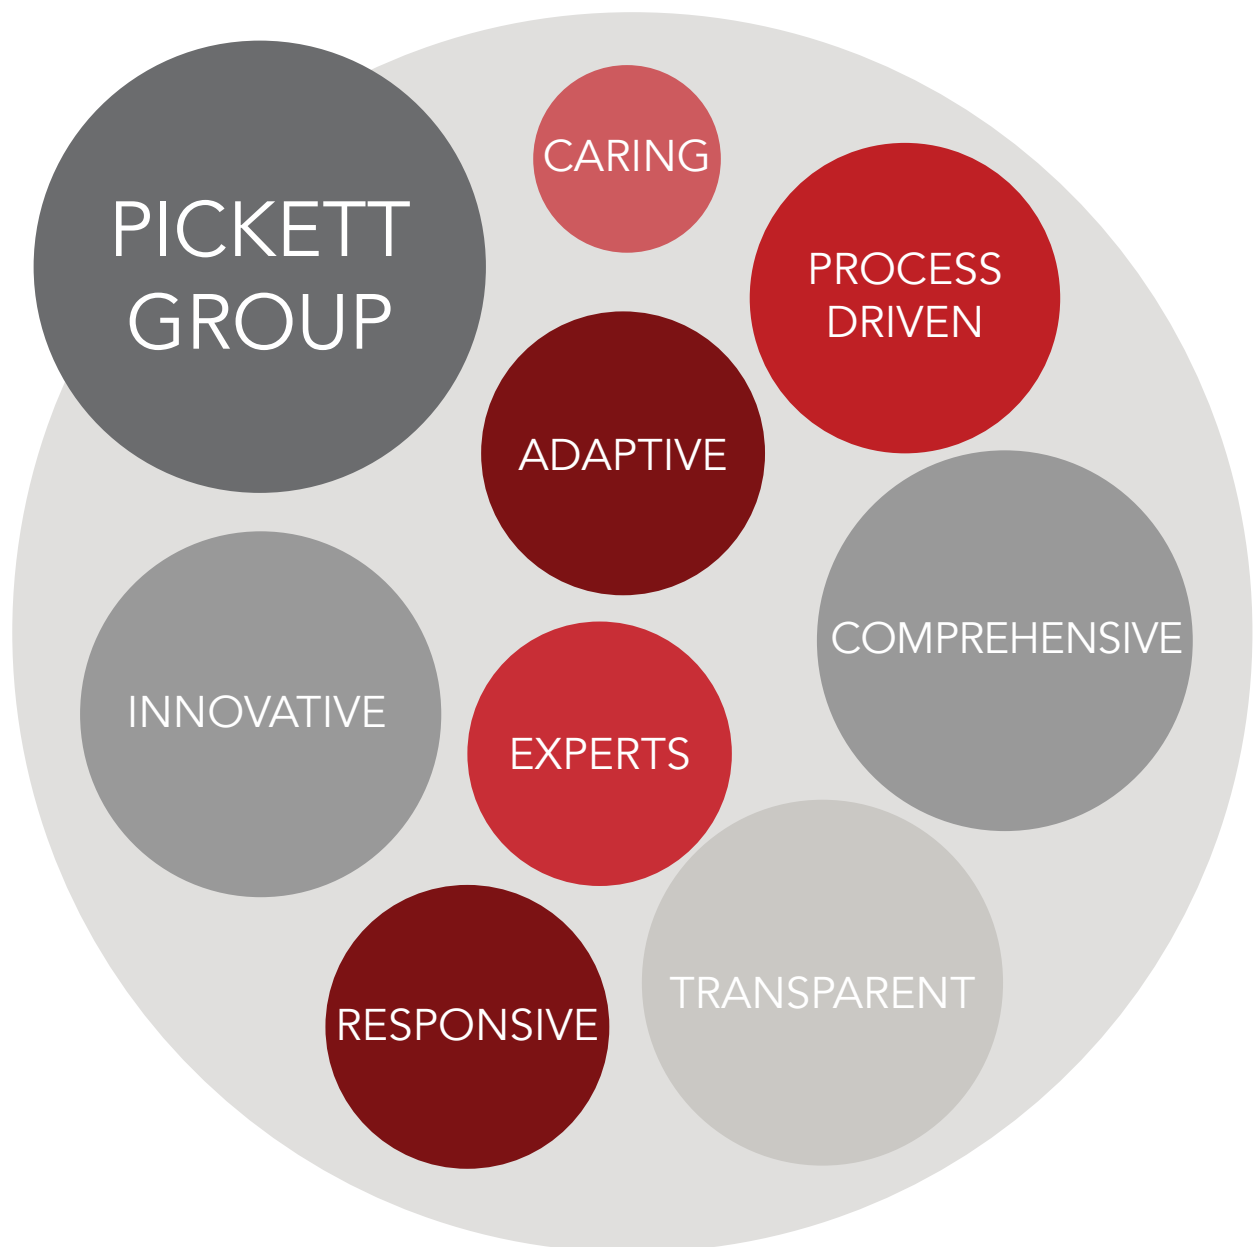 PICKETT
GROUP
CARING
PROCESS
DRIVEN
ADAPTIVE
COMPREHENSIVE
INNOVATIVE
EXPERTS
TRANSPARENT
RESPONSIVE